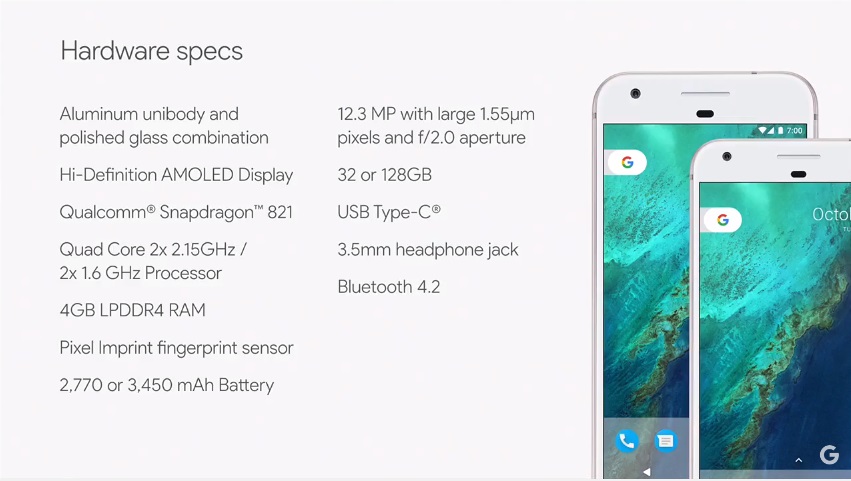 Hardware specs
Aluminum unibody and
polished glass combination
Hi-Definition AMOLED Display
Qualcomm® Snapdragon™ 821
Quad Core 2x 2.15GHz /
2x 1.6 GHz Processor
4GB LPDDR4 RAM
Pixel Imprint fingerprint sensor
2,770 or 3,450 mAh Battery
12.3 MP with large 1.55µm
pixels and f/2.0 aperture
32 or 128GB
USB Type-C®
3.5mm headphone jack
Bluetooth 4.2
7:00
G
G
Octo
TU
G